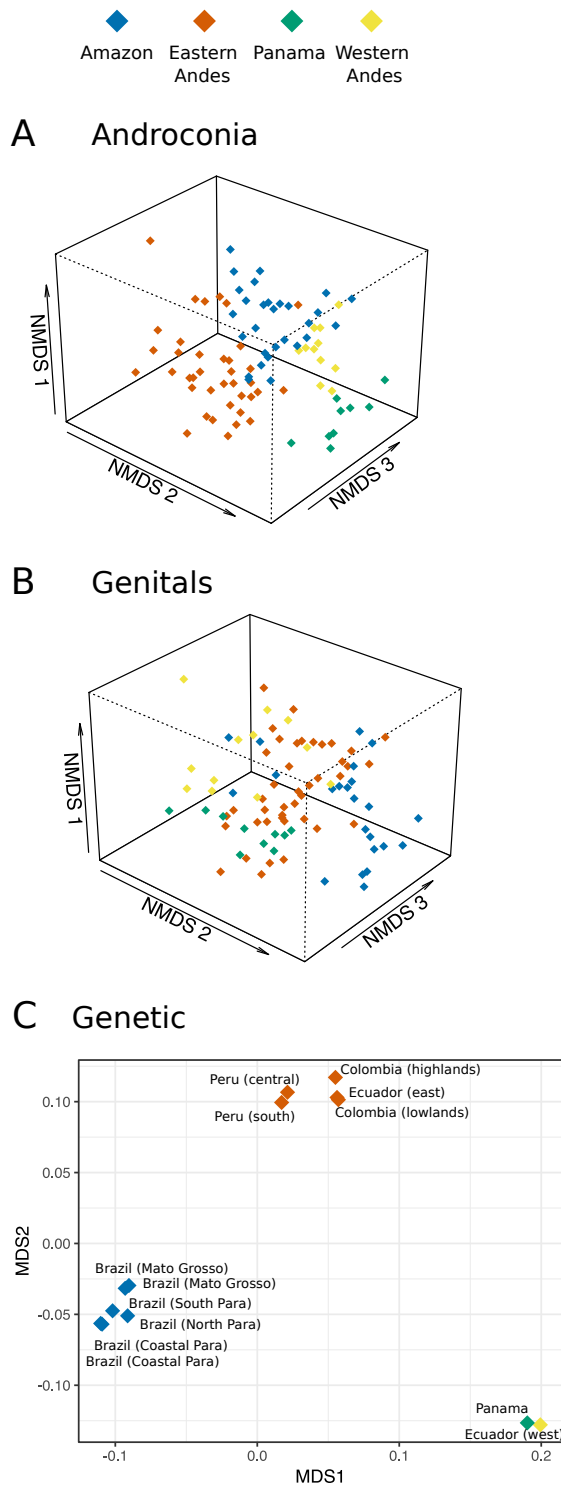 Amazon
Eastern
Andes
Panama
Western
Andes
A Androconia
NMDS 1
NMDS 2
NMDS 3
B Genitals
NMDS 1
NMDS 2
NMDS 3
C Genetic
Colombia (highlands)
Peru (central)
Ecuador (east)
Peru (south)
Colombia (lowlands)
0.10
0.00
MDS2
Brazil (Mato Grosso)
Brazil (Mato Grosso)
Brazil (South Para)
Brazil (North Para)
-0.05
Brazil (Coastal Para)
Brazil (Coastal Para)
-0.10
Panama
Ecuador (west)
0.05
-0.1
0.0
0.1
0.2
MDS1